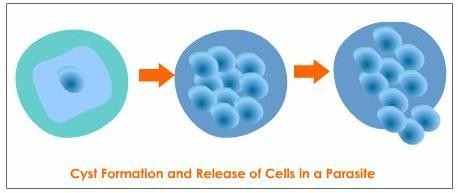 Cyst Formation and Release of Cells in a Parasite